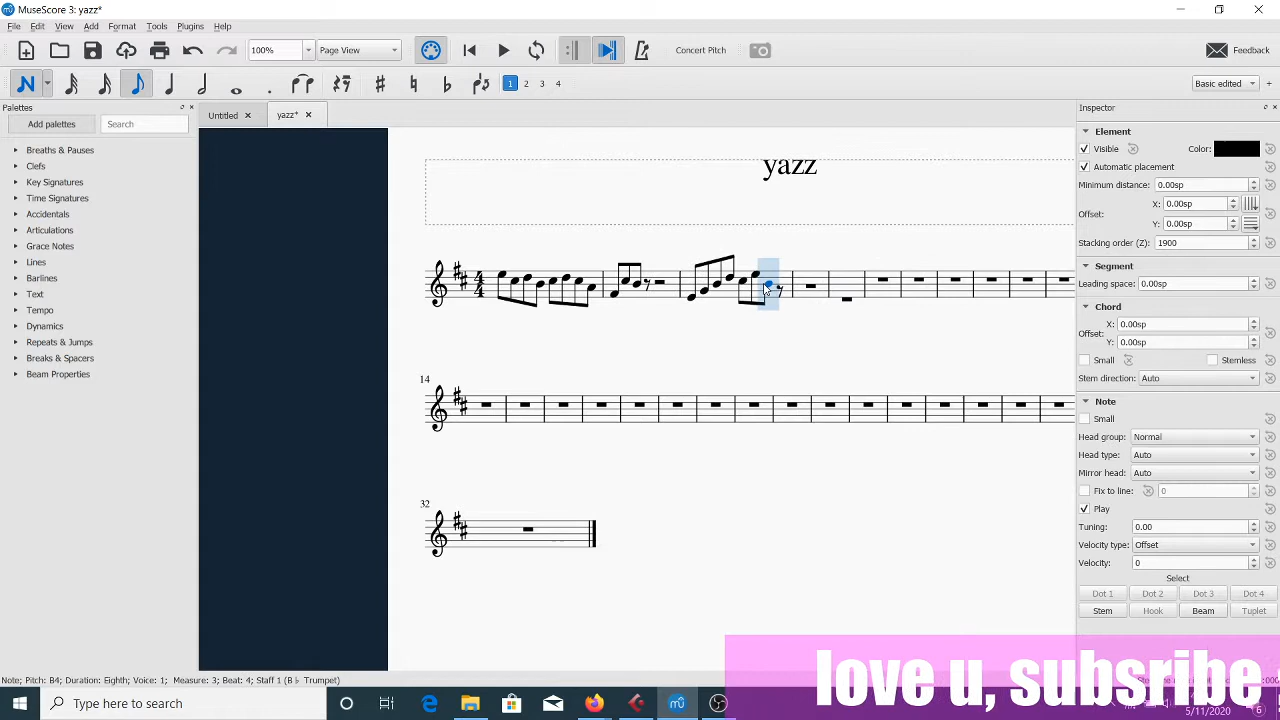 MuseScore 3: yazz*
File Edit View Add Format Tools Plugins Help
100% Page View Concert Pitch Feedback
1 2 3 4 Basic edited
Palettes
Untitled yazz*
Inspector
Add palettes Search
Breaths & Pauses
Clefs
Key Signatures
Time Signatures
Accidentals
Articulations
Grace Notes
Lines
Barlines
Text
Tempo
Dynamics
Repeats & Jumps
Breaks & Spacers
Beam Properties
yazz
14
32
Element
Visible Color:
Automatic placement
Minimum distance: 0.00sp
Offset: X: 0.00sp
Y: 0.00sp
Stacking order (Z): 1900
Segment
Leading space: 0.00sp
Chord
Offset: X: 0.00sp
Y: 0.00sp
Small Stemless
Stem direction: Auto
Note
Small
Head group: Normal
Head type: Auto
Mirror head: Auto
Fix to line: 0
Play
Tuning: 0.00
Velocity type: Offset
Velocity: 0
Select
Dot 1 Dot 2 Dot 3 Dot 4
Stem Hook Beam Tuplet
love u, subsribe
Note; Pitch: B4; Duration: Eighth; Voice: 1; Measure: 3; Beat: 4; Staff 1 (B♭ Trumpet)
Type here to search
5/11/2020 6